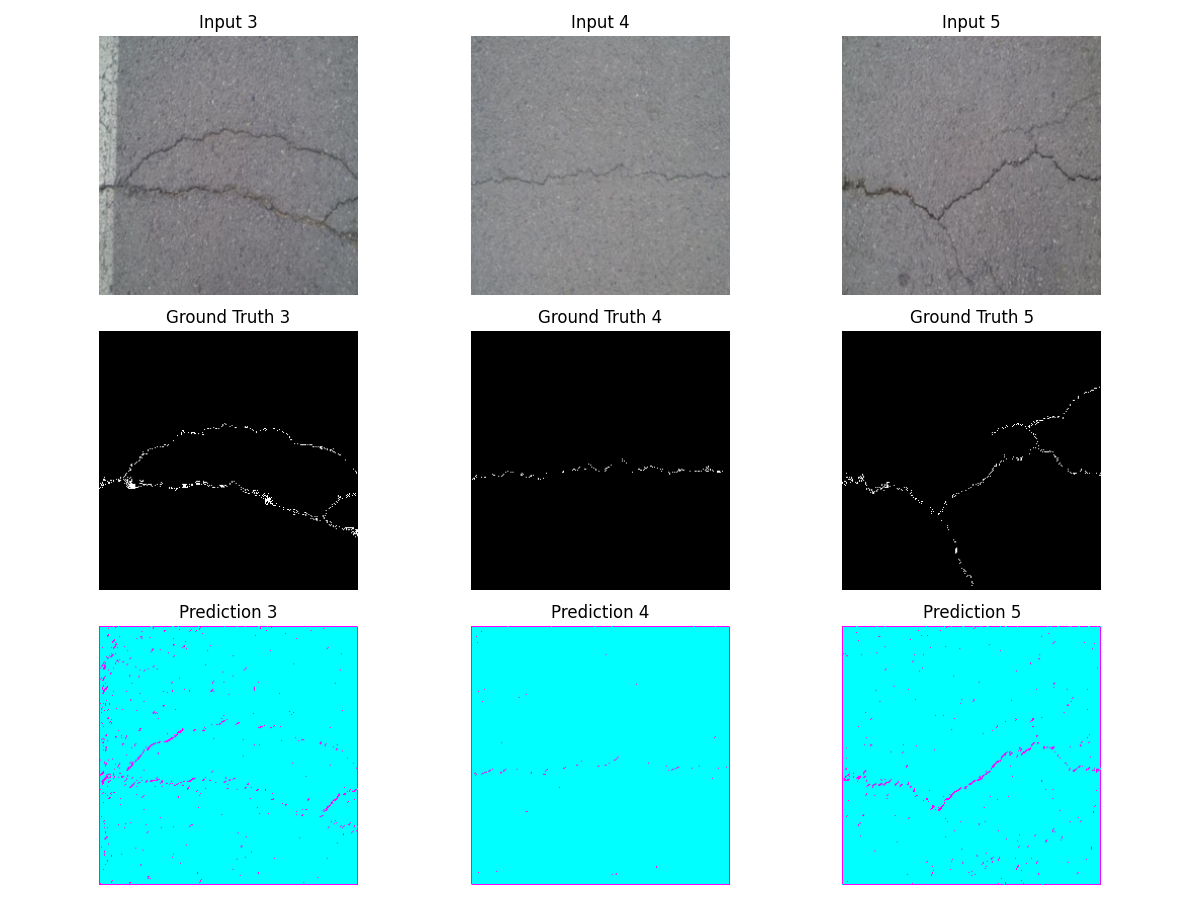 Input 3
Input 4
Input 5
Ground Truth 3
Ground Truth 4
Ground Truth 5
Prediction 3
Prediction 4
Prediction 5